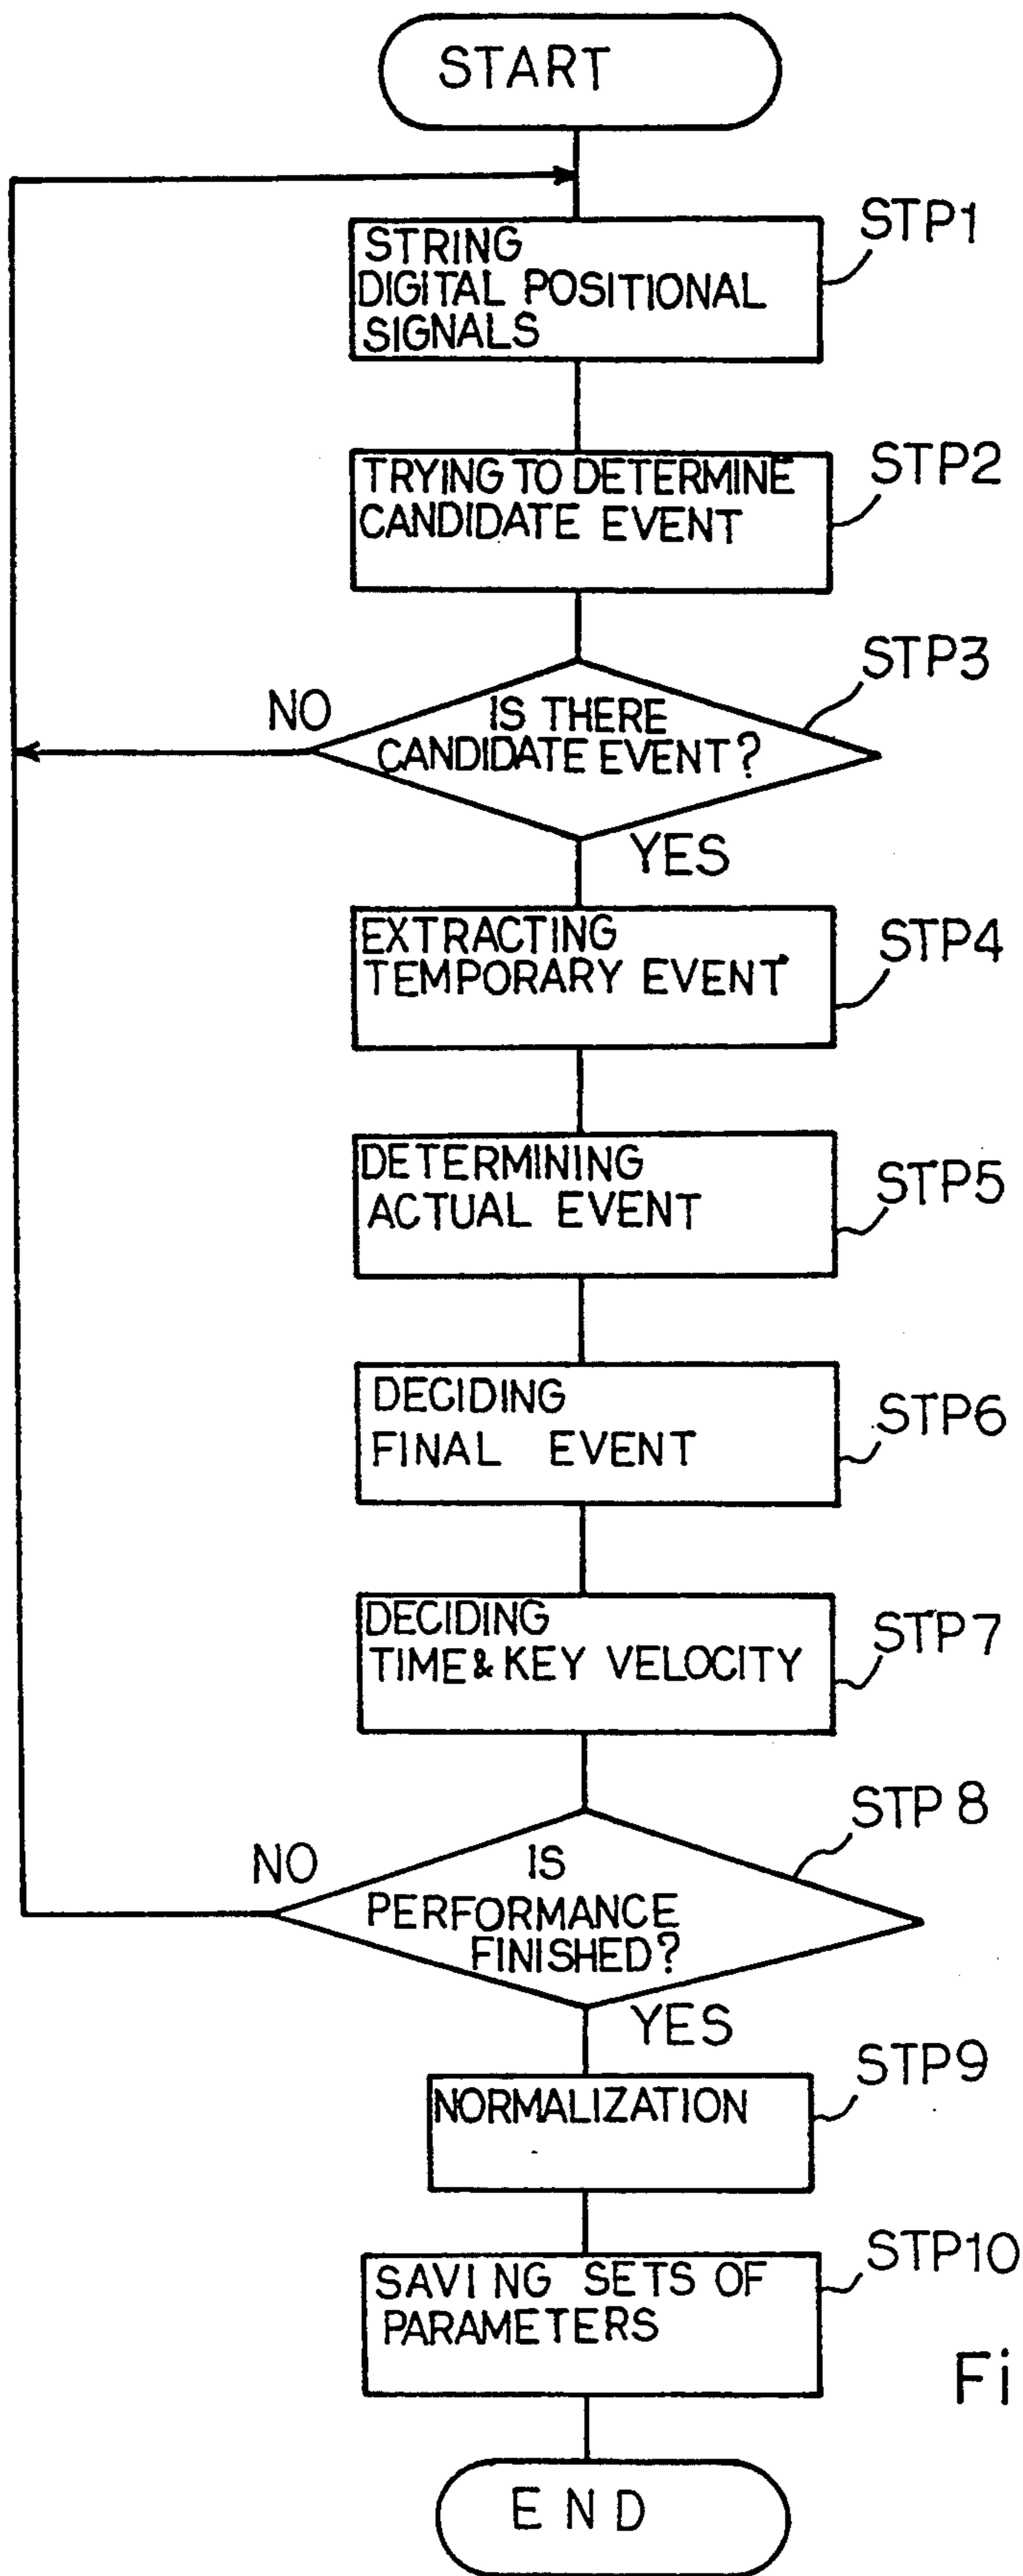 START
STP1
STRING
DIGITAL POSITIONAL
SIGNALS
STP2
TRYING TO DETERMINE
CANDIDATE EVENT
STP3
NO
IS THERE
CANDIDATE EVENT?
YES
STP4
EXTRACTING
TEMPORARY EVENT
STP5
DETERMINING
ACTUAL EVENT
STP6
DECIDING
FINAL EVENT
STP7
DECIDING
TIME & KEY VELOCITY
STP 8
NO
IS
PERFORMANCE
FINISHED?
YES
STP9
NORMALIZATION
STP10
SAVING SETS OF
PARAMETERS
Fi
END